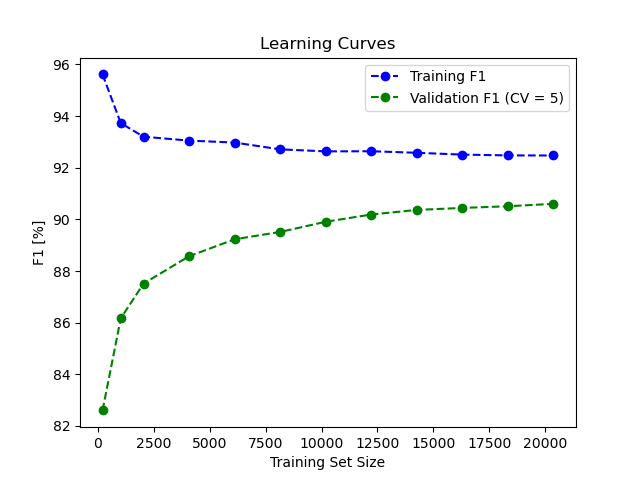 Learning Curves
Training F1
Validation F1 (CV = 5)
96
94
92
90
88
86
84
82
F1 [%]
0 2500 5000 7500 10000 12500 15000 17500 20000
Training Set Size